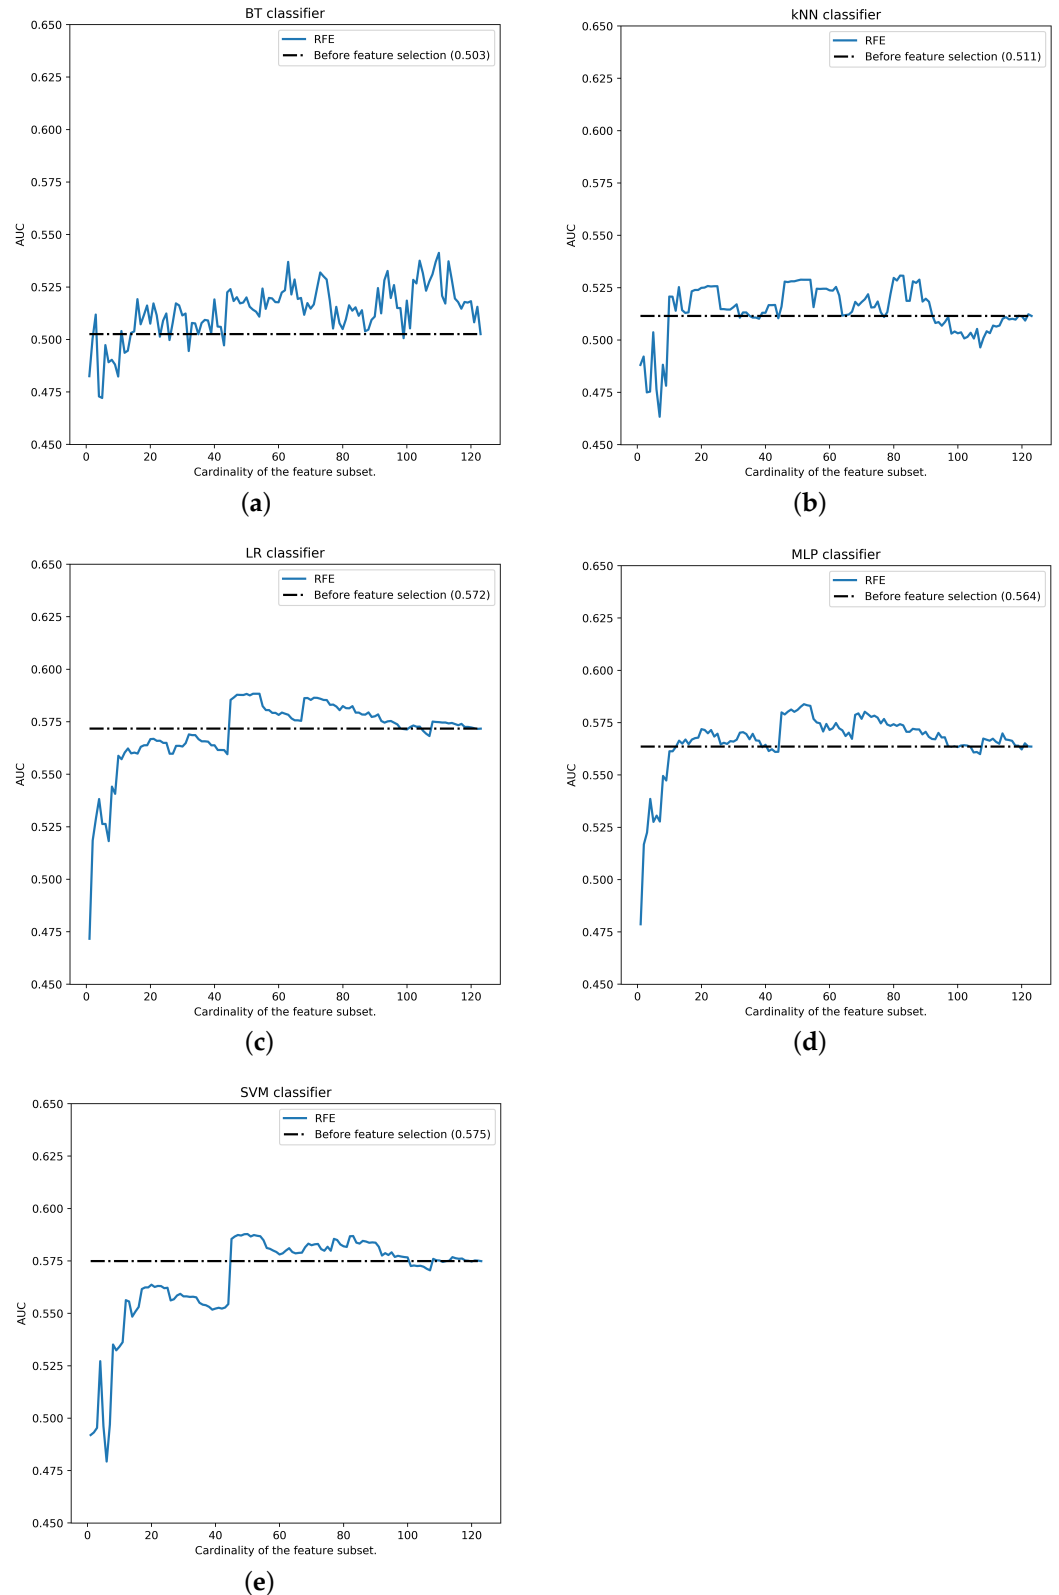 BT classifier
RFE
Before feature selection (0.503)
0.650
0.625
0.600
0.575
0.550
0.525
0.500
0.475
0.450
AUC
0 20 40 60 80 100 120
Cardinality of the feature subset.
(a)
kNN classifier
RFE
Before feature selection (0.511)
0.650
0.625
0.600
0.575
0.550
0.525
0.500
0.475
0.450
AUC
0 20 40 60 80 100 120
Cardinality of the feature subset.
(b)
LR classifier
RFE
Before feature selection (0.572)
0.650
0.625
0.600
0.575
0.550
0.525
0.500
0.475
0.450
AUC
0 20 40 60 80 100 120
Cardinality of the feature subset.
(c)
MLP classifier
RFE
Before feature selection (0.564)
0.650
0.625
0.600
0.575
0.550
0.525
0.500
0.475
0.450
AUC
0 20 40 60 80 100 120
Cardinality of the feature subset.
(d)
SVM classifier
RFE
Before feature selection (0.575)
0.650
0.625
0.600
0.575
0.550
0.525
0.500
0.475
0.450
AUC
0 20 40 60 80 100 120
Cardinality of the feature subset.
(e)